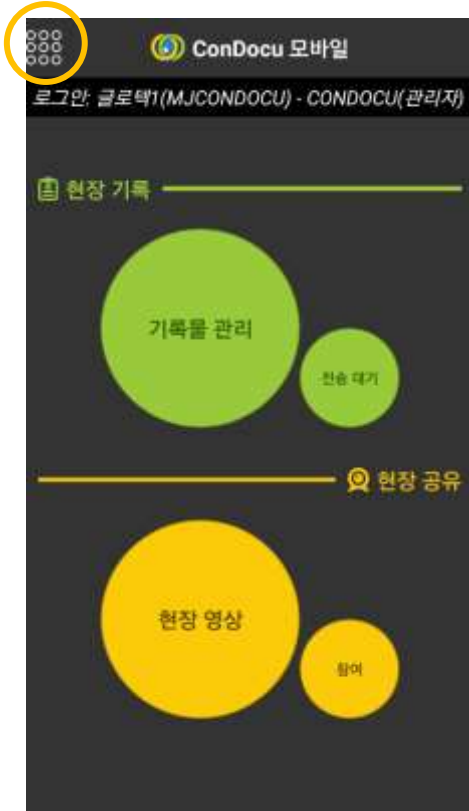 ConDocu 모바일
로그인: 글로텍1(MJCONDOCU) - CONDOCU(관리자)
현장 기록
기록물 관리
전송 대기
현장 공유
현장 영상
참여